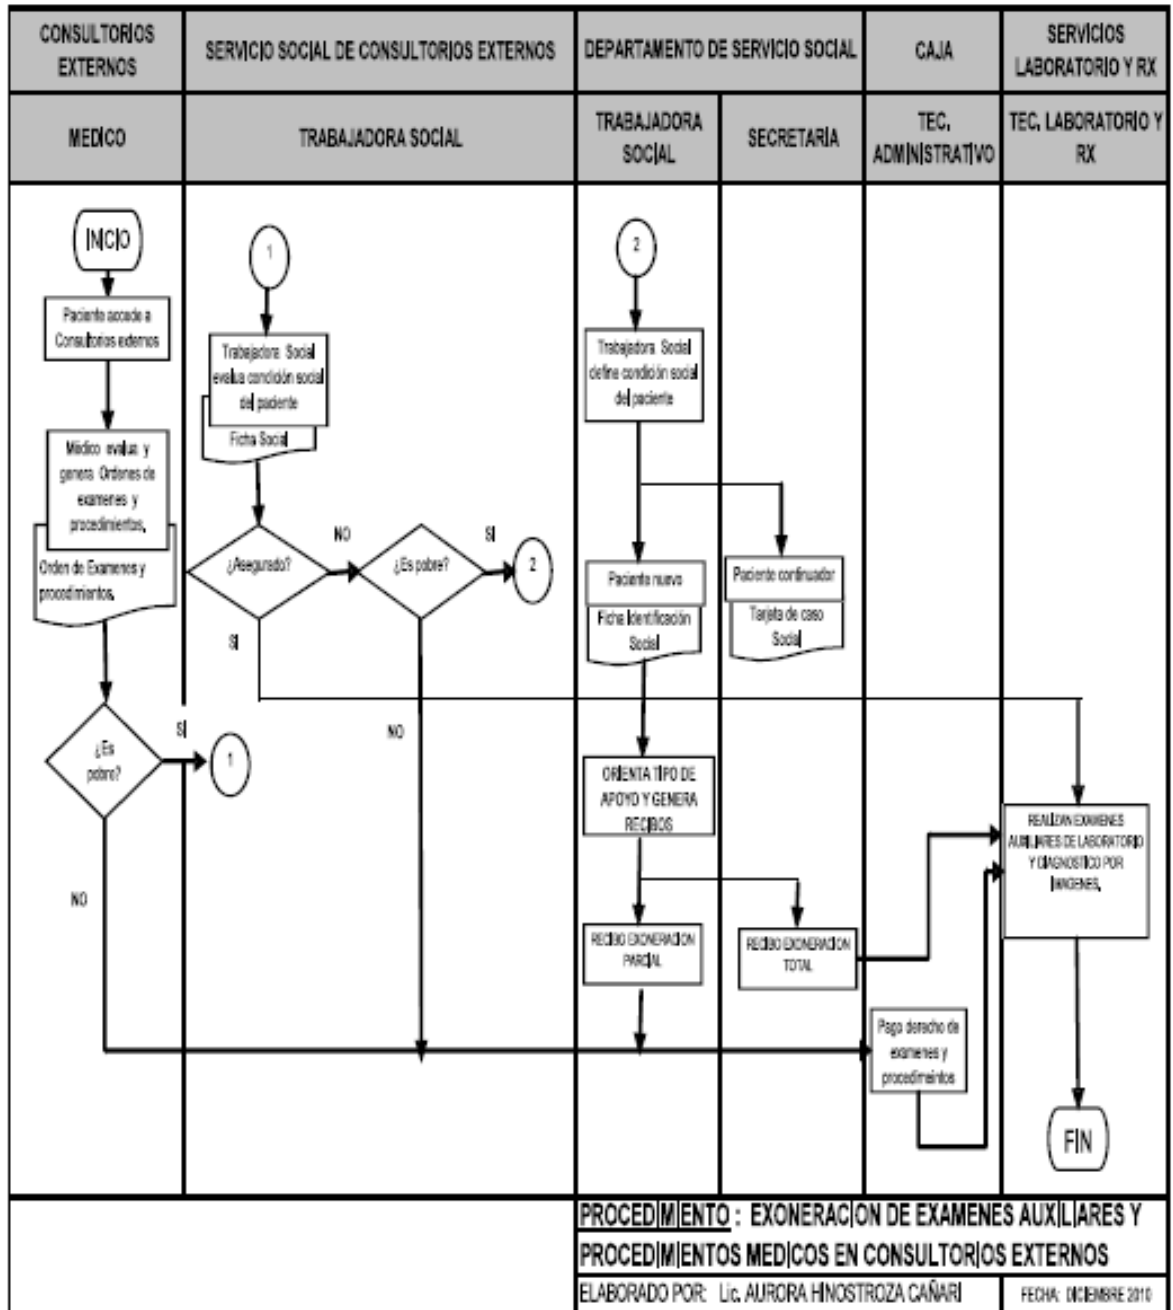 CONSULTORIOS
EXTERNOS
SERVICIO SOCIAL DE CONSULTORIOS EXTERNOS
DEPARTAMENTO DE SERVICIO SOCIAL
CAJA
SERVICIOS
LABORATORIO Y RX
MEDICO
TRABAJADORA SOCIAL
TRABAJADORA
SOCIAL
SECRETARIA
TEC.
ADMINISTRATIVO
TEC. LABORATORIO Y
RX
INICIO
Paciente accede a
Consultorios externos
Médico evalua y
genera Ordenes de
examenes y
procedimientos.
Orden de Examenes y
procedimientos.
¿Es
pobre?
SI
1
NO
1
Trabajadora Social
evalua condición social
del paciente
Ficha Social
¿Asegurado?
NO
SI
¿Es pobre?
SI
2
NO
2
Trabajadora Social
define condición social
del paciente
Paciente nuevo
Ficha Identificación
Social
Paciente continuador
Tarjeta de caso
Social
ORIENTA TIPO DE
APOYO Y GENERA
RECIBOS
RECIBO EXONERACION
PARCIAL
RECIBO EXONERACION
TOTAL
Pago derecho de
examenes y
procedimeintos
REALIZAN EXAMENES
AUXILIARES DE LABORATORIO
Y DIAGNOSTICO POR
IMAGENES.
FIN
PROCEDIMIENTO : EXONERACION DE EXAMENES AUXILIARES Y
PROCEDIMIENTOS MEDICOS EN CONSULTORIOS EXTERNOS
ELABORADO POR: Lic. AURORA HINOSTROZA CAÑARI
FECHA: DICIEMBRE 2010